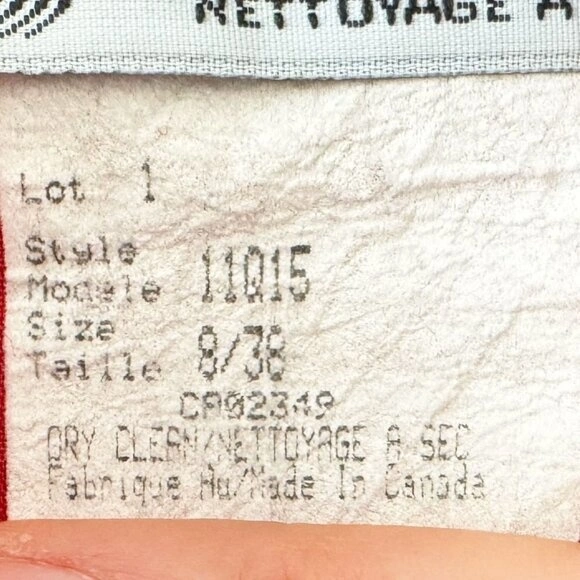 NETTOYAGE A
Lot 1
Style
Modele 11Q15
Size
Taille 8/38
CA02349
DRY CLEAN/NETTOYAGE A SEC
Fabrique Au/Made In Canada